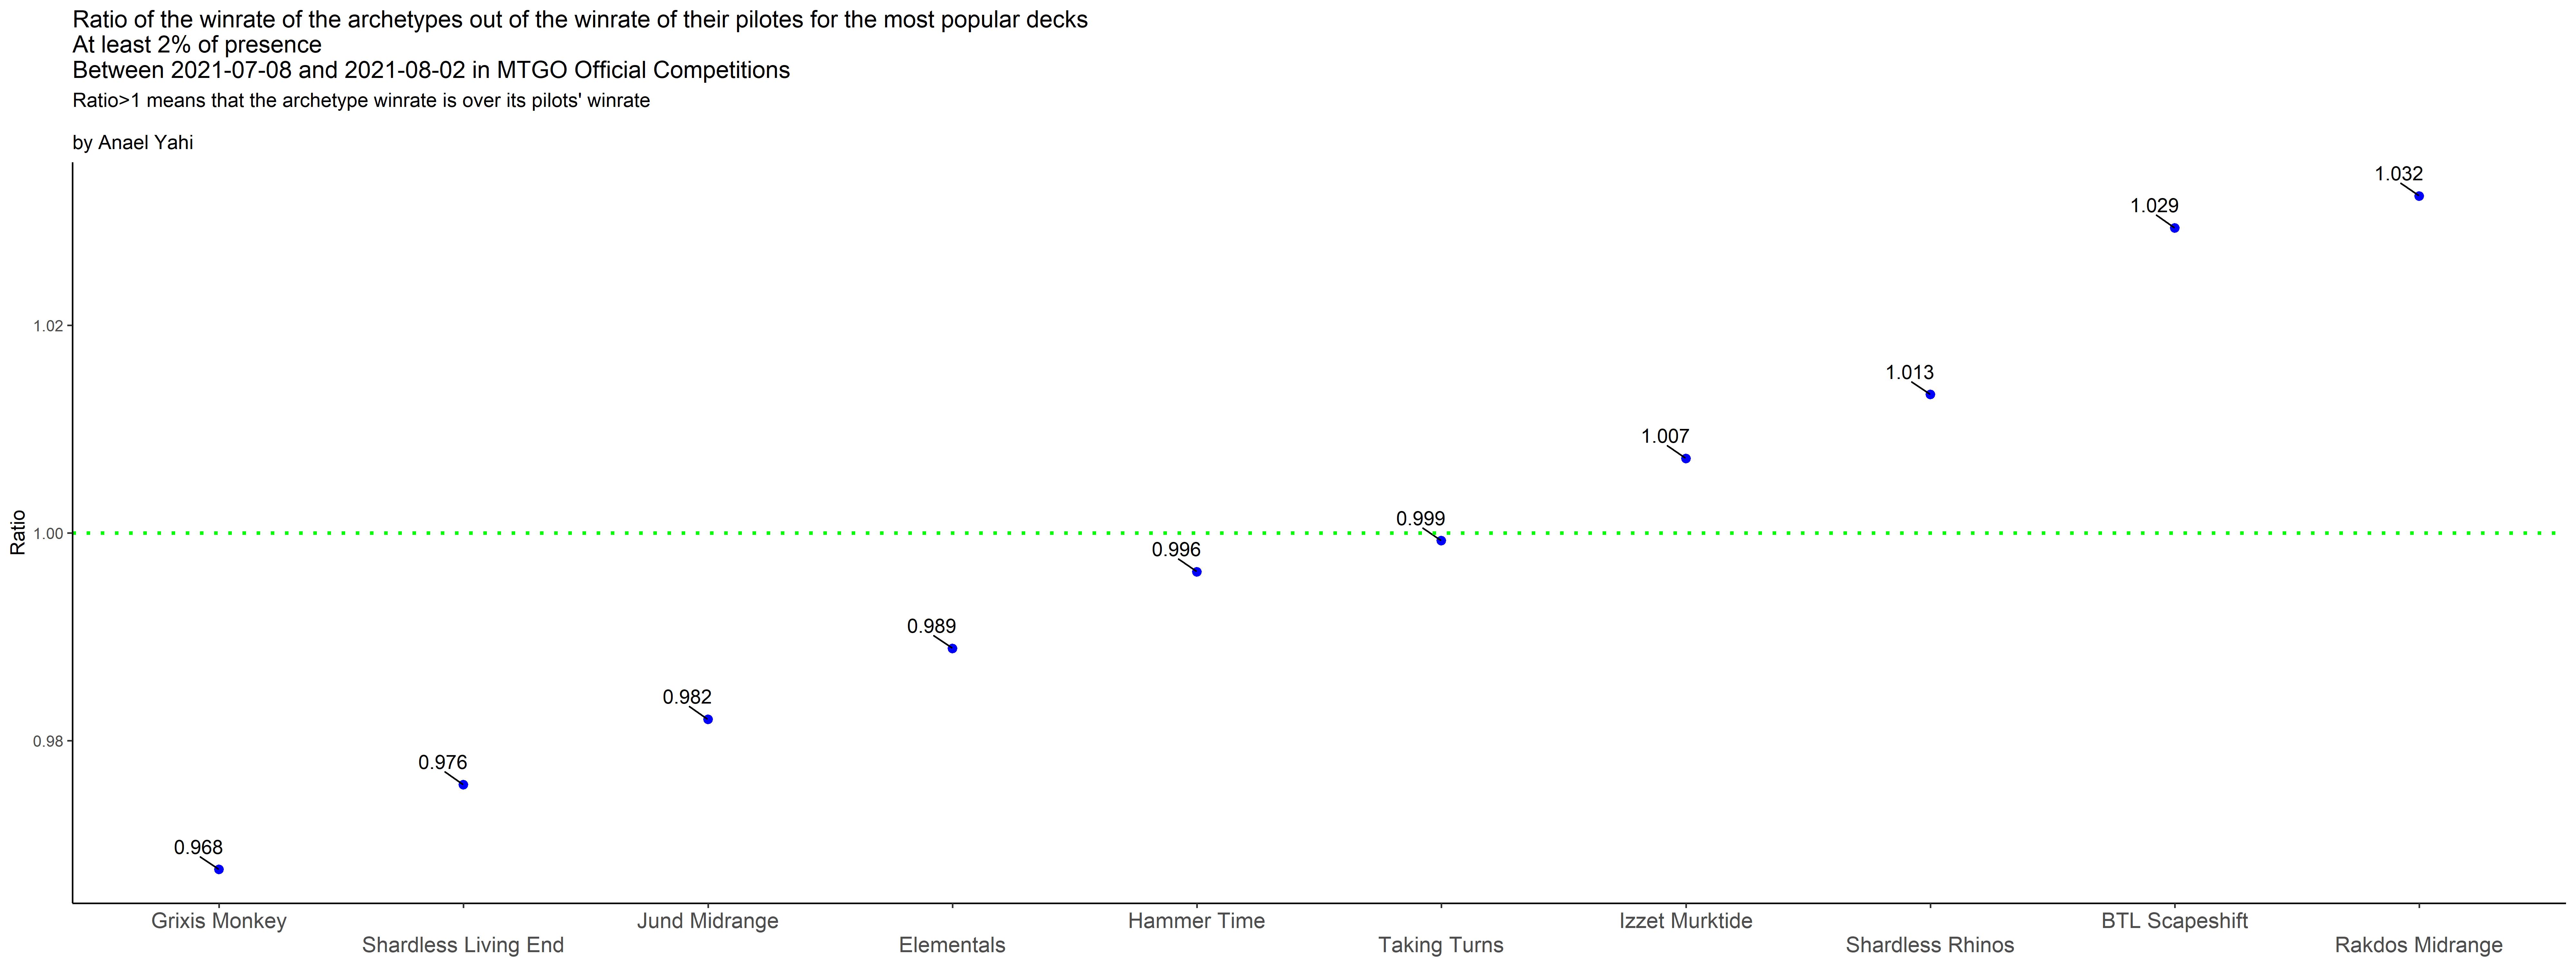 Ratio of the winrate of the archetypes out of the winrate of their pilotes for the most popular decks
At least 2% of presence
Between 2021-07-08 and 2021-08-02 in MTGO Official Competitions
Ratio>1 means that the archetype winrate is over its pilots' winrate
by Anael Yahi
Ratio
1.02
1.00
0.98
0.968
0.976
0.982
0.989
0.996
0.999
1.007
1.013
1.029
1.032
Grixis Monkey
Shardless Living End
Jund Midrange
Elementals
Hammer Time
Taking Turns
Izzet Murktide
Shardless Rhinos
BTL Scapeshift
Rakdos Midrange